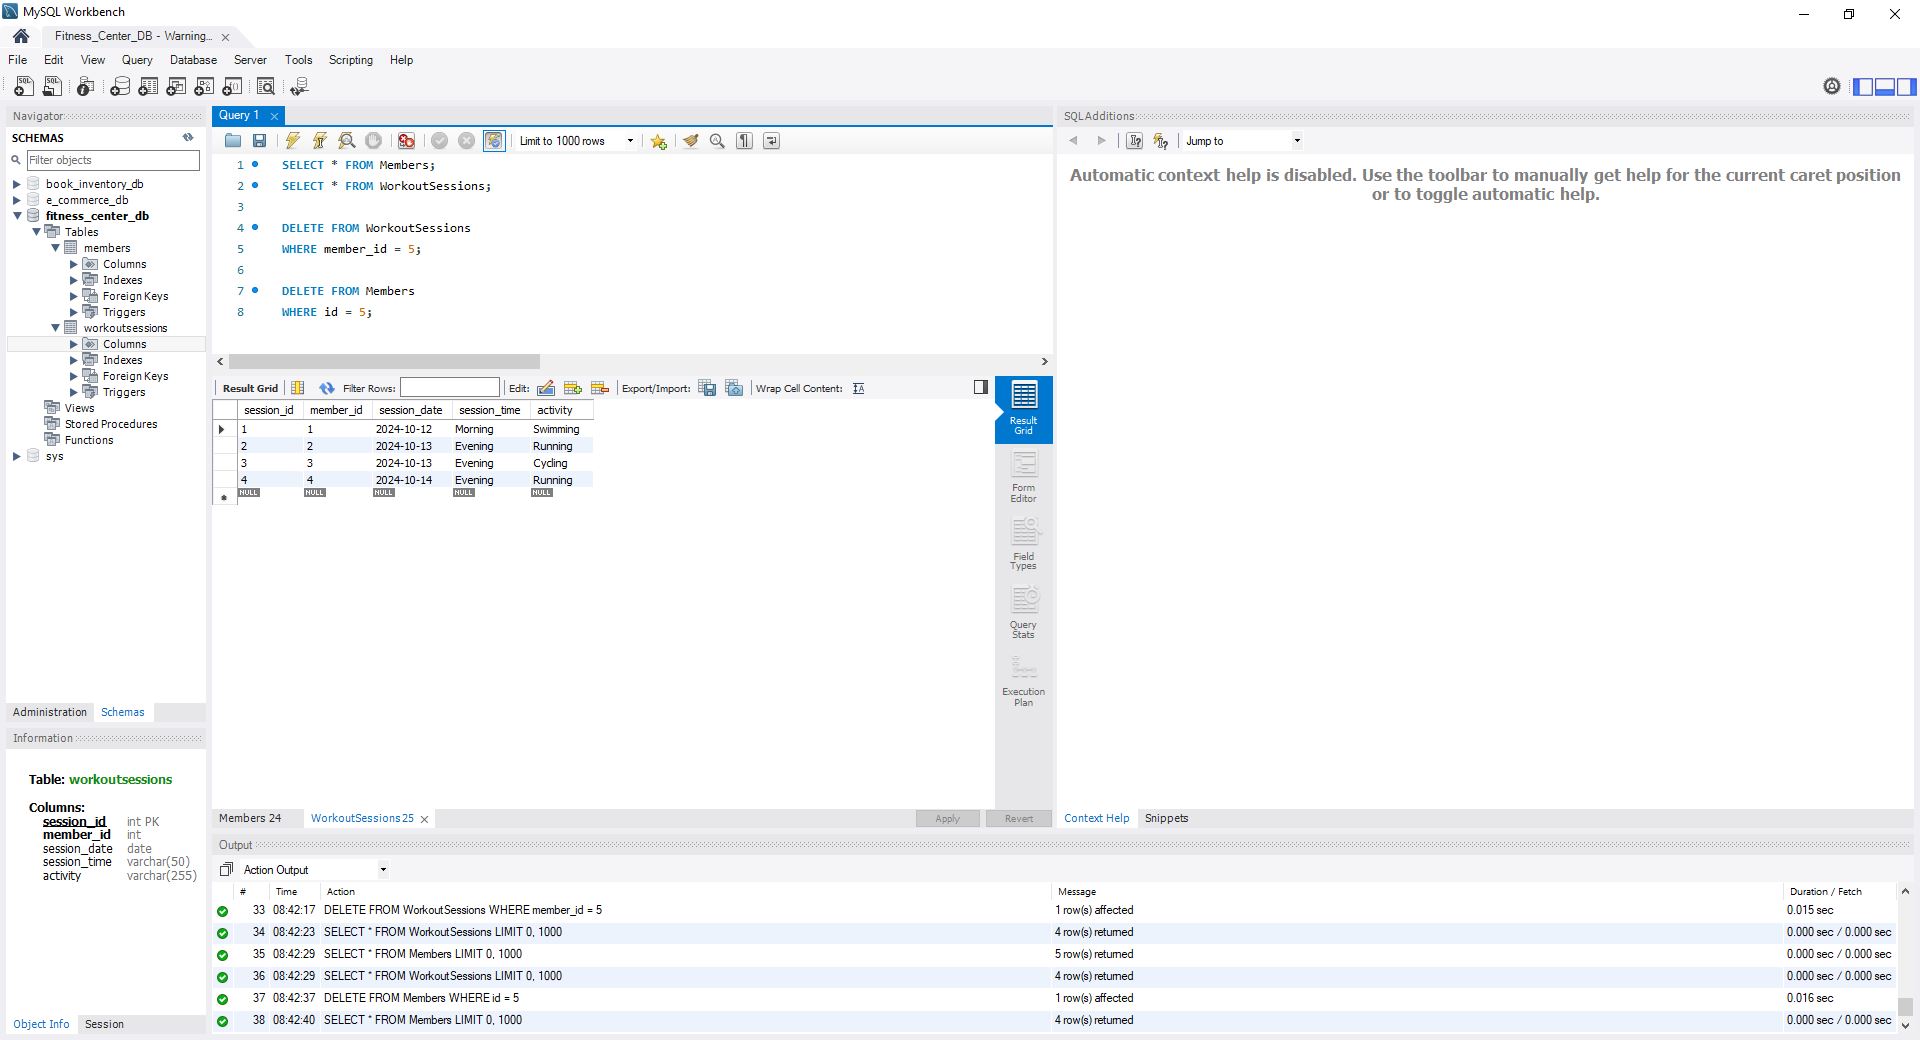 MySQL Workbench
Fitness_Center_DB - Warning...
File Edit View Query Database Server Tools Scripting Help
Navigator
SCHEMAS
Filter objects
book_inventory_db
e_commerce_db
fitness_center_db
Tables
members
Columns
Indexes
Foreign Keys
Triggers
workoutsessions
Columns
Indexes
Foreign Keys
Triggers
Views
Stored Procedures
Functions
sys
Administration Schemas
Information
Table: workoutsessions
Columns:
session_id int PK
member_id int
session_date date
session_time varchar(50)
activity varchar(255)
Object Info Session
Query 1
Limit to 1000 rows
1 SELECT * FROM Members;
2 SELECT * FROM WorkoutSessions;
3
4 DELETE FROM WorkoutSessions
5 WHERE member_id = 5;
6
7 DELETE FROM Members
8 WHERE id = 5;
Result Grid Filter Rows: Edit: Export/Import: Wrap Cell Content:
session_id member_id session_date session_time activity
1 1 2024-10-12 Morning Swimming
2 2 2024-10-13 Evening Running
3 3 2024-10-13 Evening Cycling
4 4 2024-10-14 Evening Running
NULL NULL NULL NULL NULL
Result
Grid
Form
Editor
Field
Types
Query
Stats
Execution
Plan
Members 24 WorkoutSessions 25 Apply Revert
SQLAdditions
Jump to
Automatic context help is disabled. Use the toolbar to manually get help for the current caret position
or to toggle automatic help.
Context Help Snippets
Output
Action Output
# Time Action Message Duration / Fetch
33 08:42:17 DELETE FROM WorkoutSessions WHERE member_id = 5 1 row(s) affected 0.015 sec
34 08:42:23 SELECT * FROM WorkoutSessions LIMIT 0, 1000 4 row(s) returned 0.000 sec / 0.000 sec
35 08:42:29 SELECT * FROM Members LIMIT 0, 1000 5 row(s) returned 0.000 sec / 0.000 sec
36 08:42:29 SELECT * FROM WorkoutSessions LIMIT 0, 1000 4 row(s) returned 0.000 sec / 0.000 sec
37 08:42:37 DELETE FROM Members WHERE id = 5 1 row(s) affected 0.016 sec
38 08:42:40 SELECT * FROM Members LIMIT 0, 1000 4 row(s) returned 0.000 sec / 0.000 sec